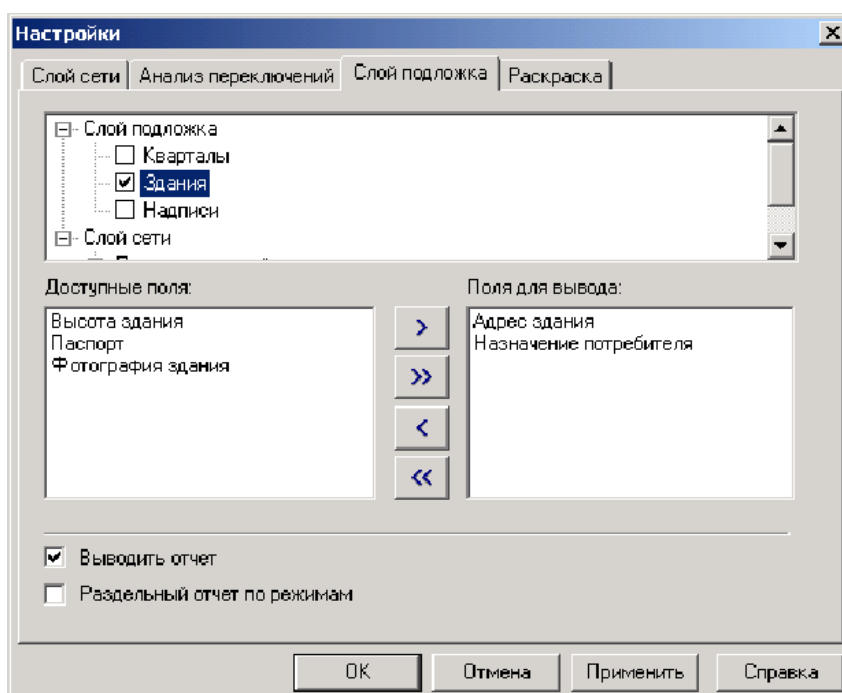 Настройки
Слой сети Анализ переключений Слой подложка Раскраска
Слой подложка
Кварталы
Здания
Надписи
Слой сети
Доступные поля: Поля для вывода:
Высота здания Адрес здания
Паспорт Назначение потребителя
Фотография здания
>
>>
<
<<
Выводить отчет
Раздельный отчет по режимам
OK Отмена Применить Справка